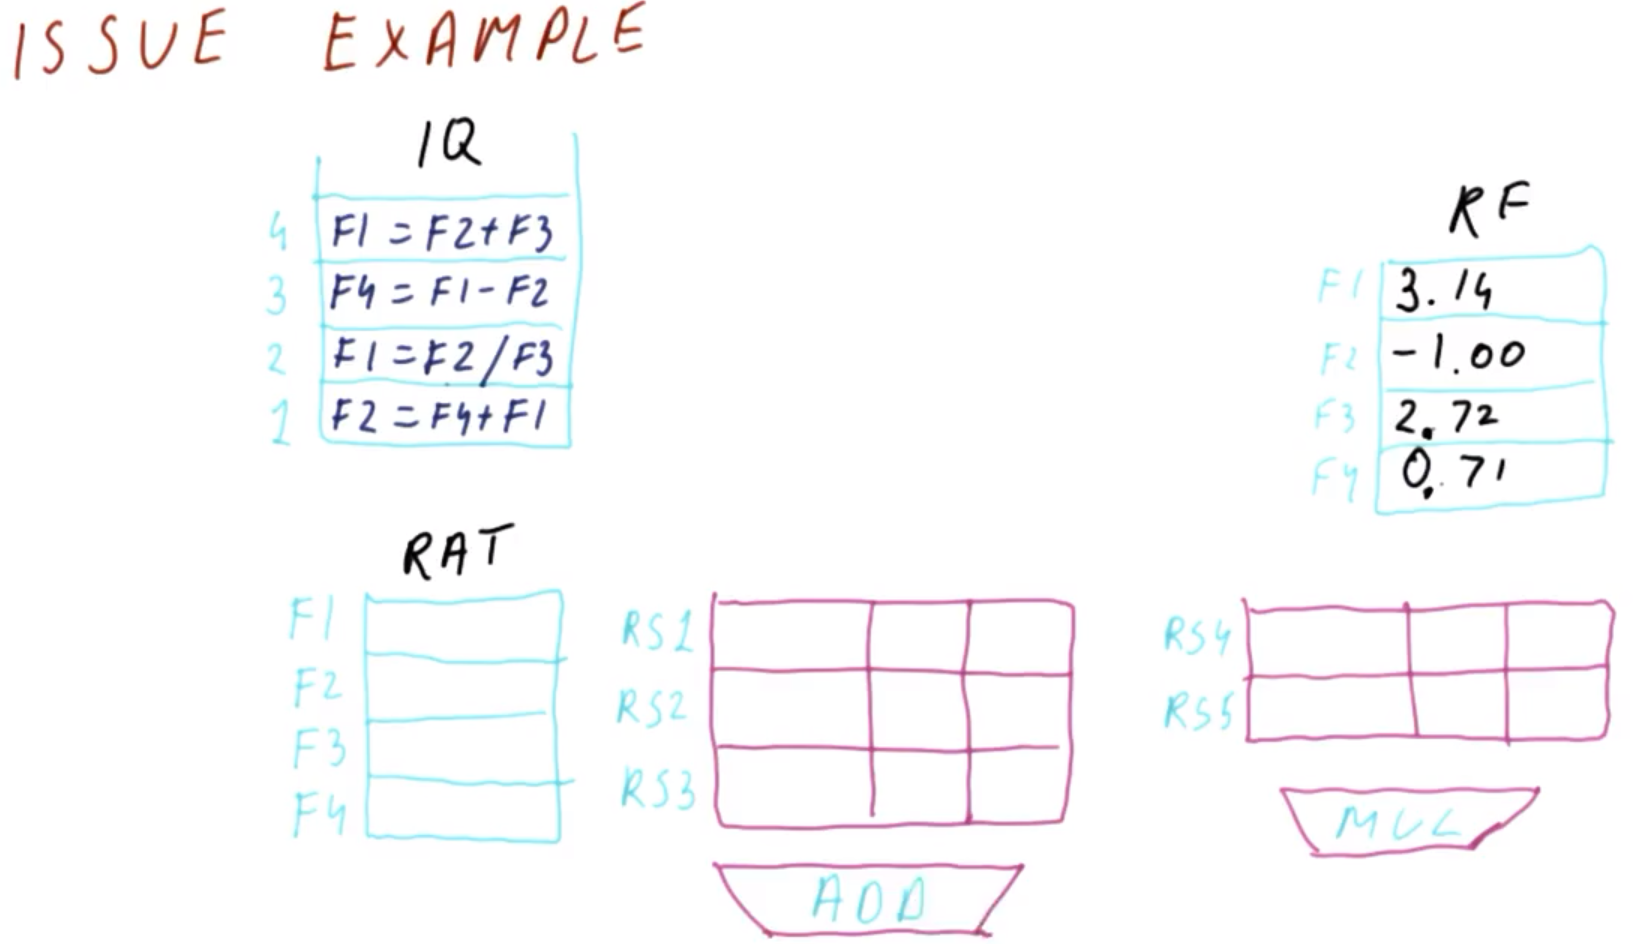 ISSUE EXAMPLE
IQ
4 F1 = F2+F3
3 F4 = F1-F2
2 F1 = F2/F3
1 F2 = F4+F1
RF
F1 3.14
F2 -1.00
F3 2.72
F4 0.71
RAT
F1
F2
F3
F4
RS1
RS2
RS3
ADD
RS4
RS5
MUL